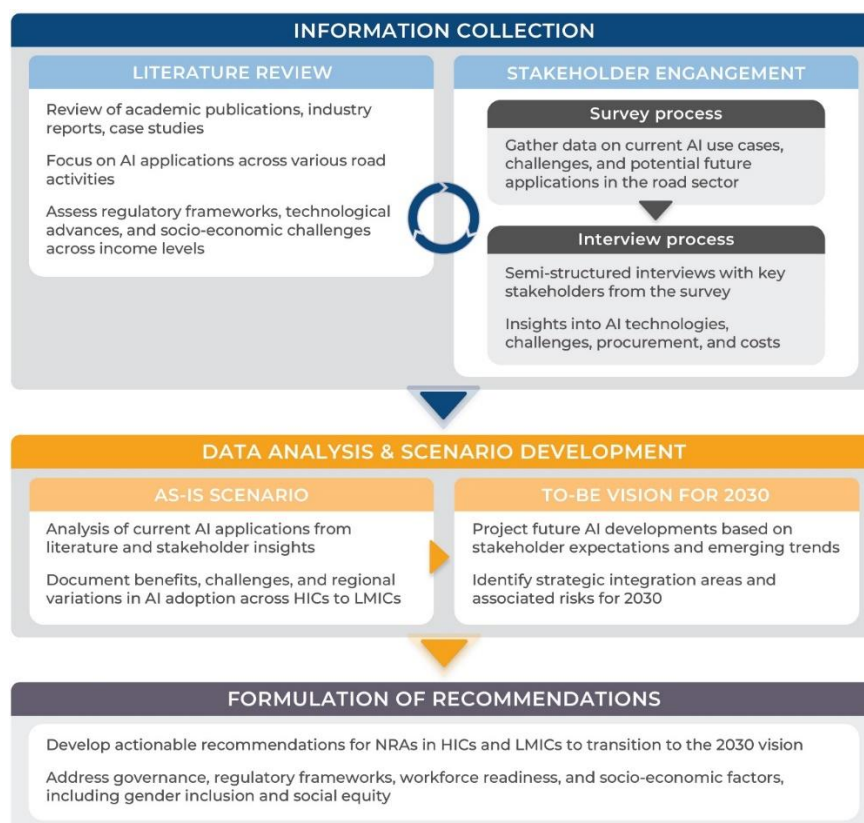 INFORMATION COLLECTION
LITERATURE REVIEW
Review of academic publications, industry
reports, case studies
Focus on AI applications across various road
activities
Assess regulatory frameworks, technological
advances, and socio-economic challenges
across income levels
STAKEHOLDER ENGANGEMENT
Survey process
Gather data on current AI use cases,
challenges, and potential future
applications in the road sector
Interview process
Semi-structured interviews with key
stakeholders from the survey
Insights into AI technologies,
challenges, procurement, and costs
DATA ANALYSIS & SCENARIO DEVELOPMENT
AS-IS SCENARIO
Analysis of current AI applications from
literature and stakeholder insights
Document benefits, challenges, and regional
variations in AI adoption across HICs to LMICs
TO-BE VISION FOR 2030
Project future AI developments based on
stakeholder expectations and emerging trends
Identify strategic integration areas and
associated risks for 2030
FORMULATION OF RECOMMENDATIONS
Develop actionable recommendations for NRAs in HICs and LMICs to transition to the 2030 vision
Address governance, regulatory frameworks, workforce readiness, and socio-economic factors,
including gender inclusion and social equity